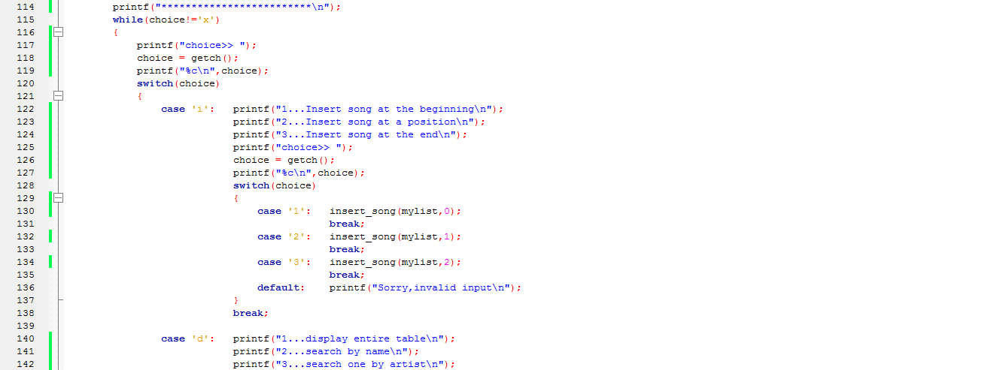 114 printf("*************************\n");
115 while(choice!='x')
116 {
117 printf("choice>> ");
118 choice = getch();
119 printf("%c\n",choice);
120 switch(choice)
121 {
122 case 'i': printf("1...Insert song at the beginning\n");
123 printf("2...Insert song at a position\n");
124 printf("3...Insert song at the end\n");
125 printf("choice>> ");
126 choice = getch();
127 printf("%c\n",choice);
128 switch(choice)
129 {
130 case '1': insert_song(mylist,0);
131 break;
132 case '2': insert_song(mylist,1);
133 break;
134 case '3': insert_song(mylist,2);
135 break;
136 default: printf("Sorry,invalid input\n");
137 }
138 break;
139
140 case 'd': printf("1...display entire table\n");
141 printf("2...search by name\n");
142 printf("3...search one by artist\n");